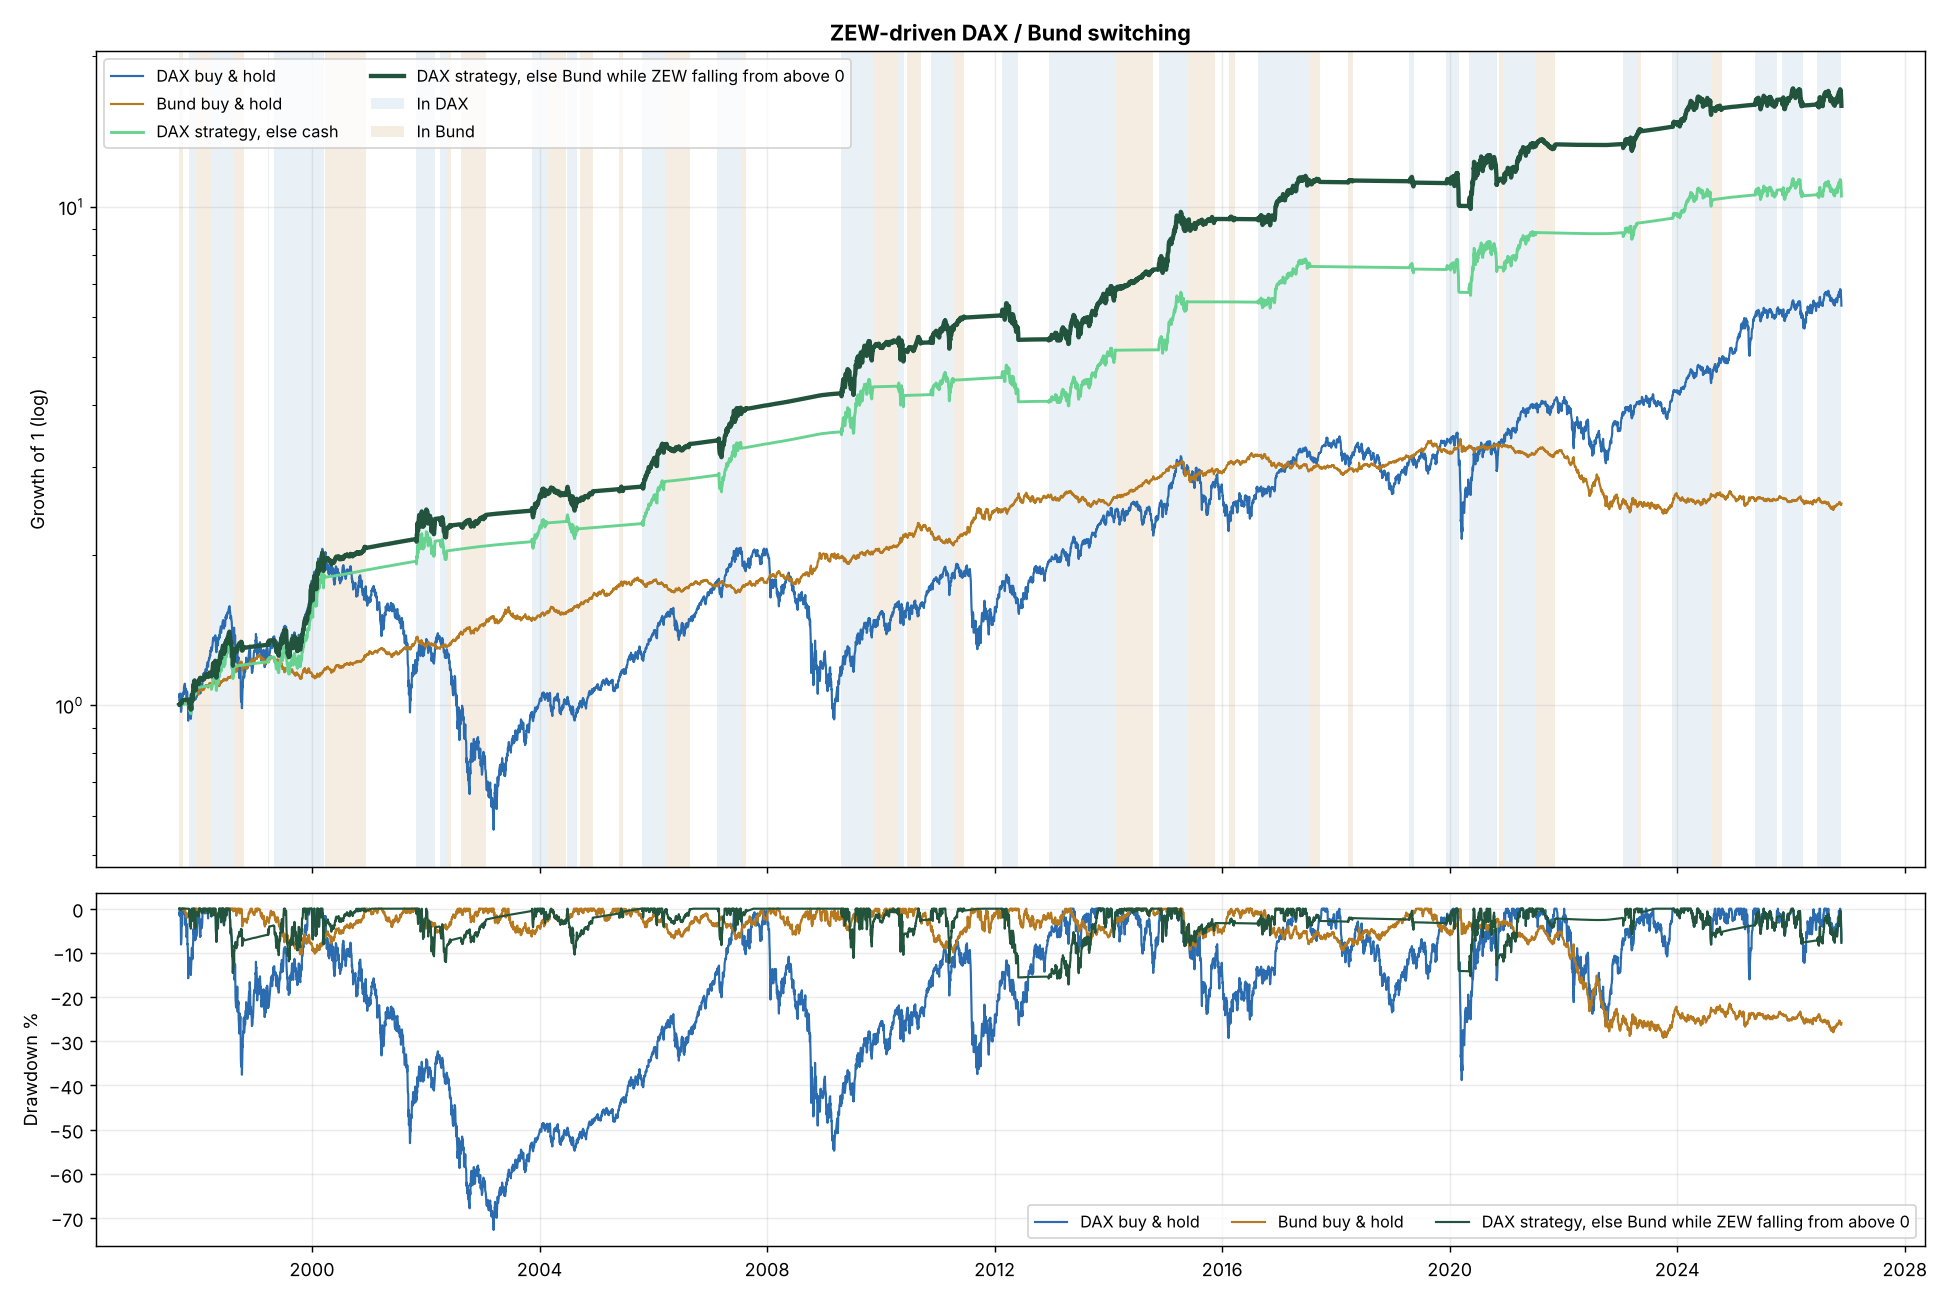 ZEW-driven DAX / Bund switching
DAX buy & hold
Bund buy & hold
DAX strategy, else cash
DAX strategy, else Bund while ZEW falling from above 0
In DAX
In Bund
Growth of 1 (log)
10¹
10⁰
Drawdown %
0
−10
−20
−30
−40
−50
−60
−70
DAX buy & hold
Bund buy & hold
DAX strategy, else Bund while ZEW falling from above 0
2000 2004 2008 2012 2016 2020 2024 2028